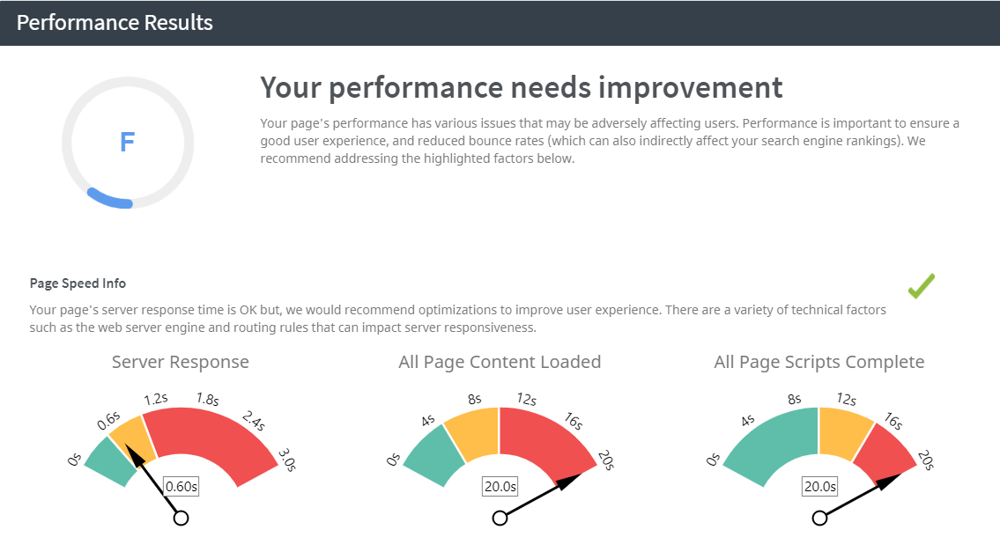 Performance Results
F
Your performance needs improvement
Your page's performance has various issues that may be adversely affecting users. Performance is important to ensure a
good user experience, and reduced bounce rates (which can also indirectly affect your search engine rankings). We
recommend addressing the highlighted factors below.
Page Speed Info
Your page's server response time is OK but, we would recommend optimizations to improve user experience. There are a variety of technical factors
such as the web server engine and routing rules that can impact server responsiveness.
Server Response
0s
0.6s
1.2s
1.8s
2.4s
3.0s
0.60s
All Page Content Loaded
0s
4s
8s
12s
16s
20s
20.0s
All Page Scripts Complete
0s
4s
8s
12s
16s
20s
20.0s